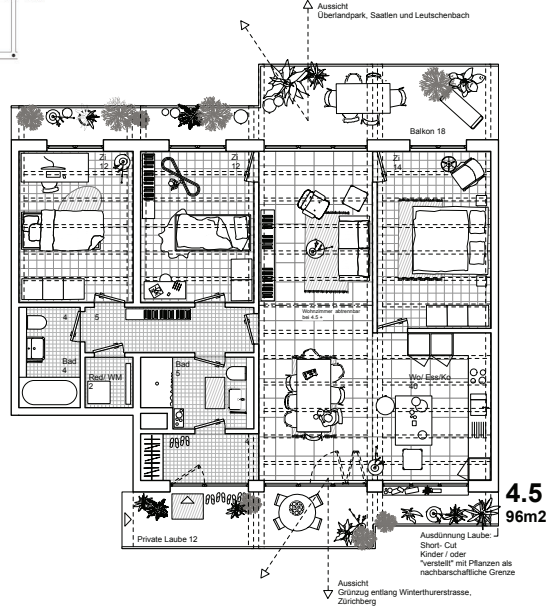 Aussicht
Überlandpark, Saatlen und Leutschenbach
Balkon 18
Zi
12
Zi
12
Zi
14
Wohnzimmer abtrennbar
bei 4.5 +
4
5
Bad
4
Red/ WM
2
Bad
5
Wo/ Ess/Ko
40
4
4.5
96m2
Private Laube 12
Ausdünnung Laube:
Short- Cut
Kinder / oder
"verstellt" mit Pflanzen als
nachbarschaftliche Grenze
Aussicht
Grünzug entlang Winterthurerstrasse,
Zürichberg